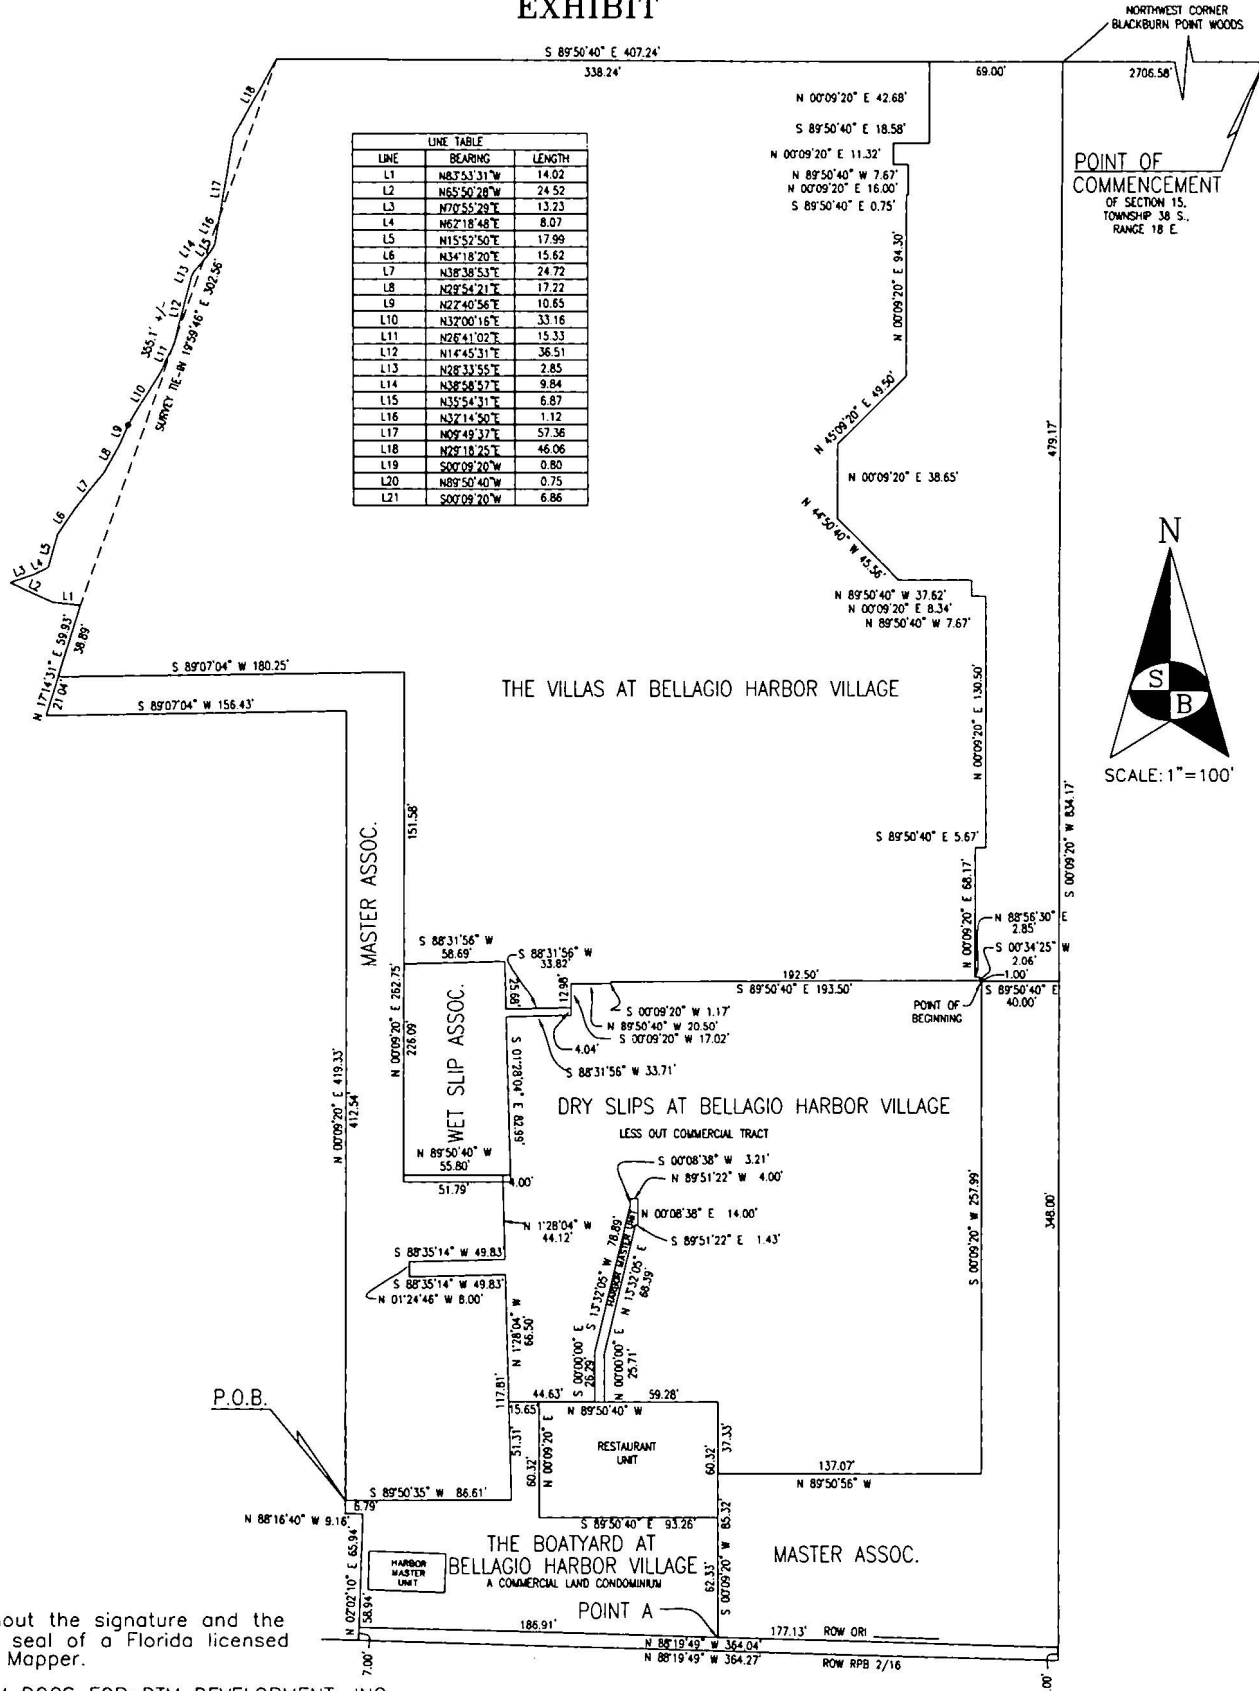 EXHIBIT
NORTHWEST CORNER
BLACKBURN POINT WOODS
S 89°50'40" E 407.24'
338.24'
69.00'
2706.58'
POINT OF
COMMENCEMENT
OF SECTION 15,
TOWNSHIP 38 S.,
RANGE 18 E.
N 00°09'20" E 42.68'
S 89°50'40" E 18.58'
N 00°09'20" E 11.32'
N 89°50'40" W 7.67'
N 00°09'20" E 16.00'
S 89°50'40" E 0.75'
N 00°09'20" E 94.30'
N 45°09'20" E 49.50'
N 00°09'20" E 38.65'
N 44°50'40" W 45.56'
N 89°50'40" W 37.62'
N 00°09'20" E 8.34'
N 89°50'40" W 7.67'
N 00°09'20" E 130.50'
S 89°50'40" E 5.67'
N 00°09'20" E 68.17'
479.17'
S 00°09'20" W 834.17'
LINE TABLE
LINE BEARING LENGTH
L1 N83°53'31"W 14.02
L2 N65°50'28"W 24.52
L3 N70°55'29"E 13.23
L4 N62°18'48"E 8.07
L5 N15°52'50"E 17.99
L6 N34°18'20"E 15.62
L7 N38°38'53"E 24.72
L8 N29°54'21"E 17.22
L9 N22°40'56"E 10.65
L10 N32°00'16"E 33.16
L11 N26°41'02"E 15.33
L12 N14°45'31"E 36.51
L13 N28°33'55"E 2.85
L14 N38°58'57"E 9.84
L15 N35°54'31"E 6.87
L16 N32°14'50"E 1.12
L17 N09°49'37"E 57.36
L18 N29°18'25"E 46.06
L19 S00°09'20"W 0.80
L20 N89°50'40"W 0.75
L21 S00°09'20"W 6.86
L18
L17
L16
L15
L14
L13
L12
L11
L10
L9
L8
L7
L6
L5
L4
L3
L2
L1
355.1' +/-
SURVEY TIE-IN 19°59'46" E 302.56'
N 17°14'31" E 59.93'
38.89'
21.04'
N
S
B
SCALE: 1"=100'
S 89°07'04" W 180.25'
S 89°07'04" W 156.43'
THE VILLAS AT BELLAGIO HARBOR VILLAGE
MASTER ASSOC.
151.58'
N 00°09'20" E 262.75'
226.09'
N 00°09'20" E 419.33'
412.54'
S 88°31'56" W
58.69'
S 88°31'56" W
33.82'
25.68'
12.98'
WET SLIP ASSOC.
S 01°28'04" E 82.99'
4.04'
S 00°09'20" W 1.17'
N 89°50'40" W 20.50'
S 00°09'20" W 17.02'
S 88°31'56" W 33.71'
192.50'
S 89°50'40" E 193.50'
N 88°56'30" E
2.85'
S 00°34'25" W
2.06'
1.00'
S 89°50'40" E
40.00'
POINT OF
BEGINNING
DRY SLIPS AT BELLAGIO HARBOR VILLAGE
LESS OUT COMMERCIAL TRACT
N 89°50'40" W
55.80'
51.79'
4.00'
N 1°28'04" W
44.12'
S 88°35'14" W 49.83'
S 88°35'14" W 49.83'
N 01°24'46" W 8.00'
N 1°28'04" W
66.50'
117.81'
51.31'
S 00°08'38" W 3.21'
N 89°51'22" W 4.00'
N 00°08'38" E 14.00'
S 89°51'22" E 1.43'
S 13°32'05" W 78.89'
HARBOR MASTER UNIT
N 13°32'05" E
68.39'
S 00°00'00" E
26.29'
N 00°00'00" E
25.71'
S 00°09'20" W 257.99'
348.00'
44.63'
59.28'
15.65'
N 89°50'40" W
N 00°09'20" E
60.32'
RESTAURANT
UNIT
60.32'
37.33'
137.07'
N 89°50'56" W
P.O.B.
S 89°50'35" W 86.61'
6.79'
N 88°16'40" W 9.16'
S 89°50'40" E 93.26'
S 00°09'20" W 85.32'
62.33'
N 02°02'10" E 65.94'
58.94'
HARBOR
MASTER
UNIT
THE BOATYARD AT
BELLAGIO HARBOR VILLAGE
A COMMERCIAL LAND CONDOMINIUM
MASTER ASSOC.
POINT A
186.91'
177.13' ROW ORI
N 88°19'49" W 364.04'
N 88°19'49" W 364.27'
ROW RPB 2/16
7.00'
.00'
out the signature and the
seal of a Florida licensed
Mapper.